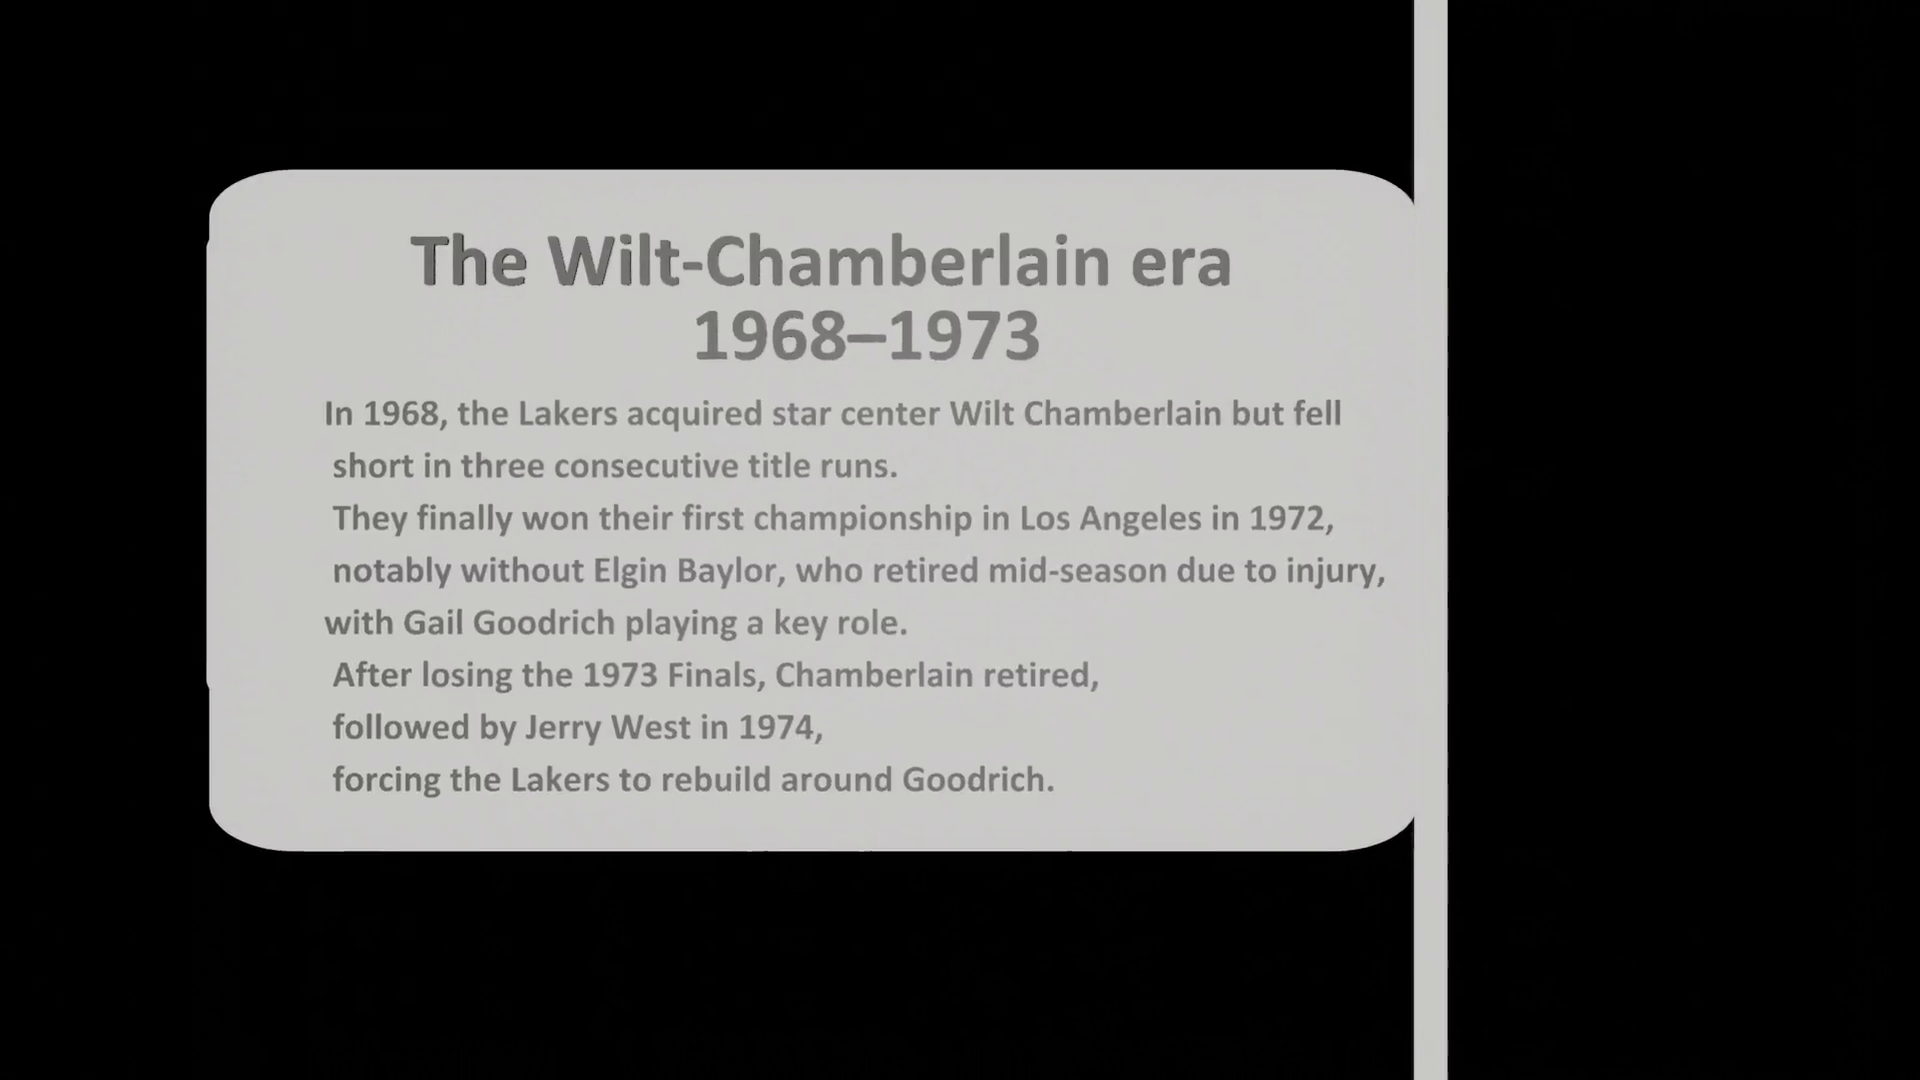 The Wilt-Chamberlain era
1968–1973
In 1968, the Lakers acquired star center Wilt Chamberlain but fell
short in three consecutive title runs.
They finally won their first championship in Los Angeles in 1972,
notably without Elgin Baylor, who retired mid-season due to injury,
with Gail Goodrich playing a key role.
After losing the 1973 Finals, Chamberlain retired,
followed by Jerry West in 1974,
forcing the Lakers to rebuild around Goodrich.